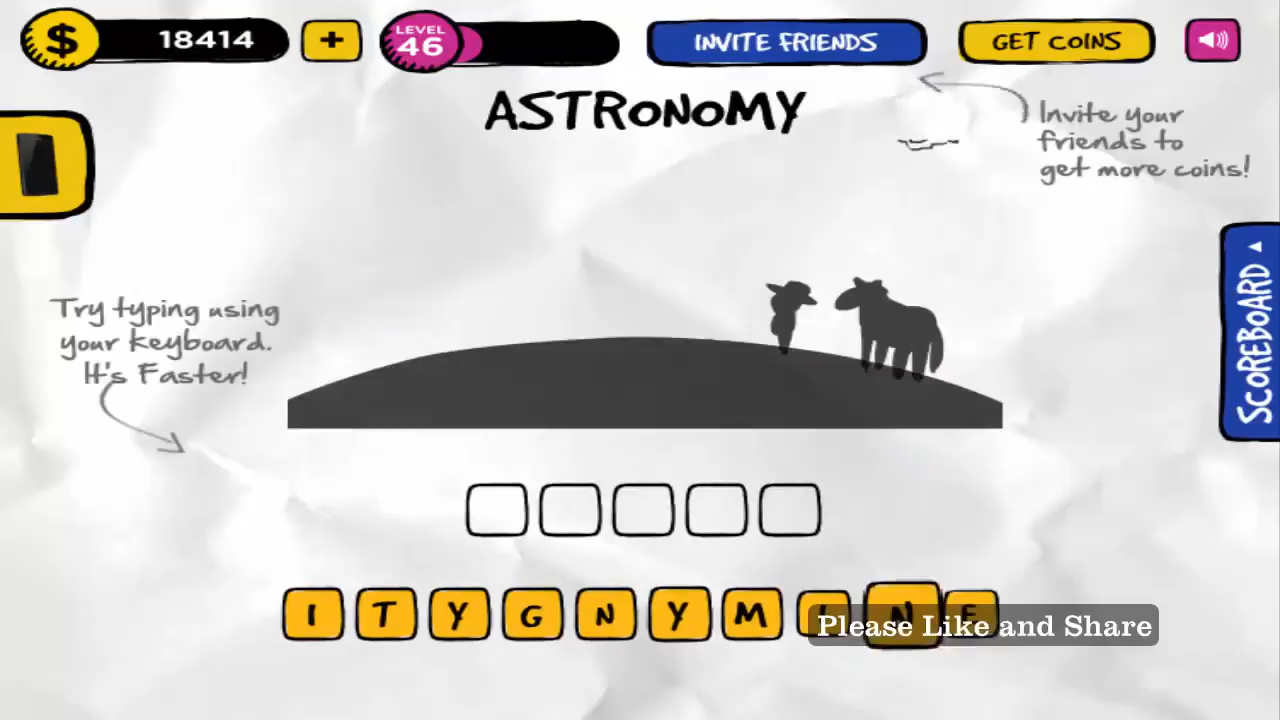 18414
+
LEVEL
46
INVITE FRIENDS
GET COINS
ASTRONOMY
Invite your
friends to
get more coins!
Try typing using
your keyboard.
It's Faster!
SCOREBOARD
I T Y G N Y M N
Please Like and Share